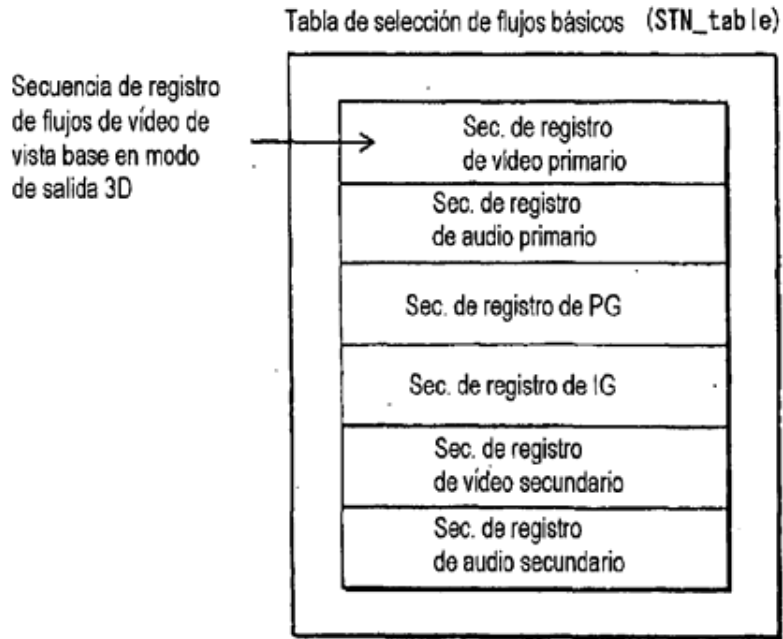 Tabla de selección de flujos básicos (STN_table)
Secuencia de registro
de flujos de vídeo de
vista base en modo
de salida 3D
Sec. de registro
de vídeo primario
Sec. de registro
de audio primario
Sec. de registro de PG
Sec. de registro de IG
Sec. de registro
de vídeo secundario
Sec. de registro
de audio secundario